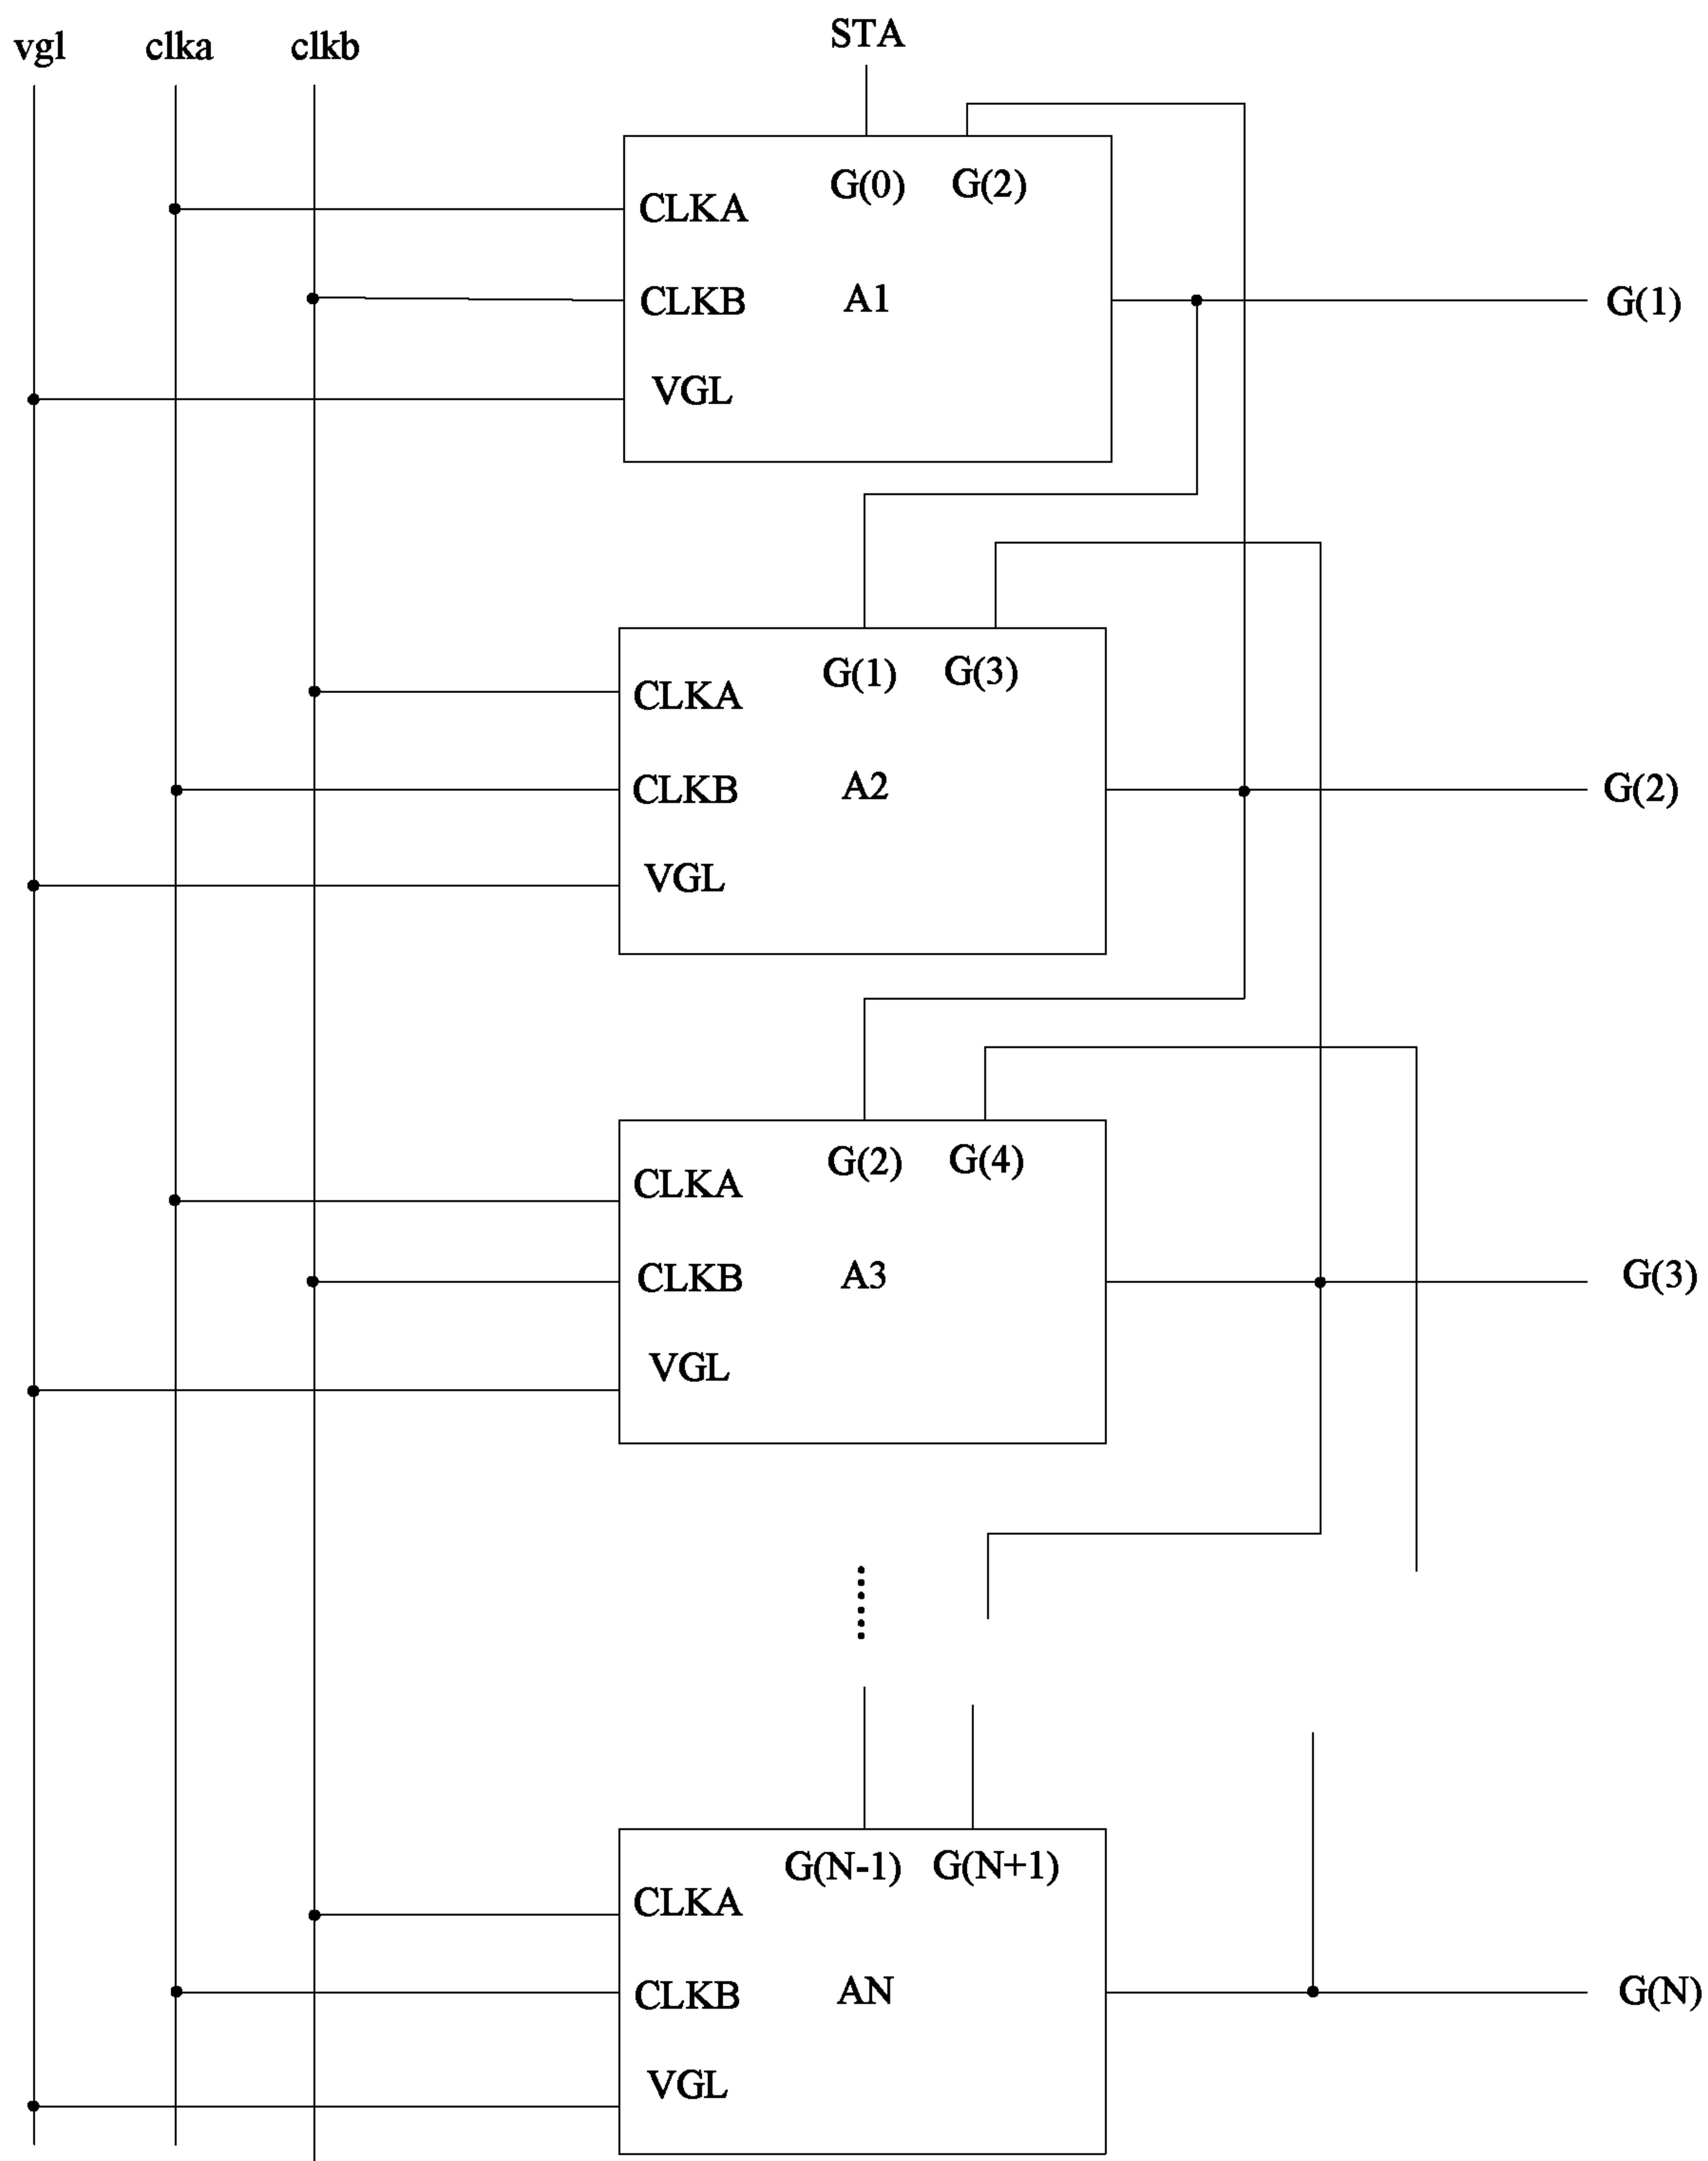 vgl clka clkb STA
G(0) G(2)
CLKA
CLKB A1 G(1)
VGL
G(1) G(3)
CLKA
CLKB A2 G(2)
VGL
G(2) G(4)
CLKA
CLKB A3 G(3)
VGL
G(N-1) G(N+1)
CLKA
CLKB AN G(N)
VGL